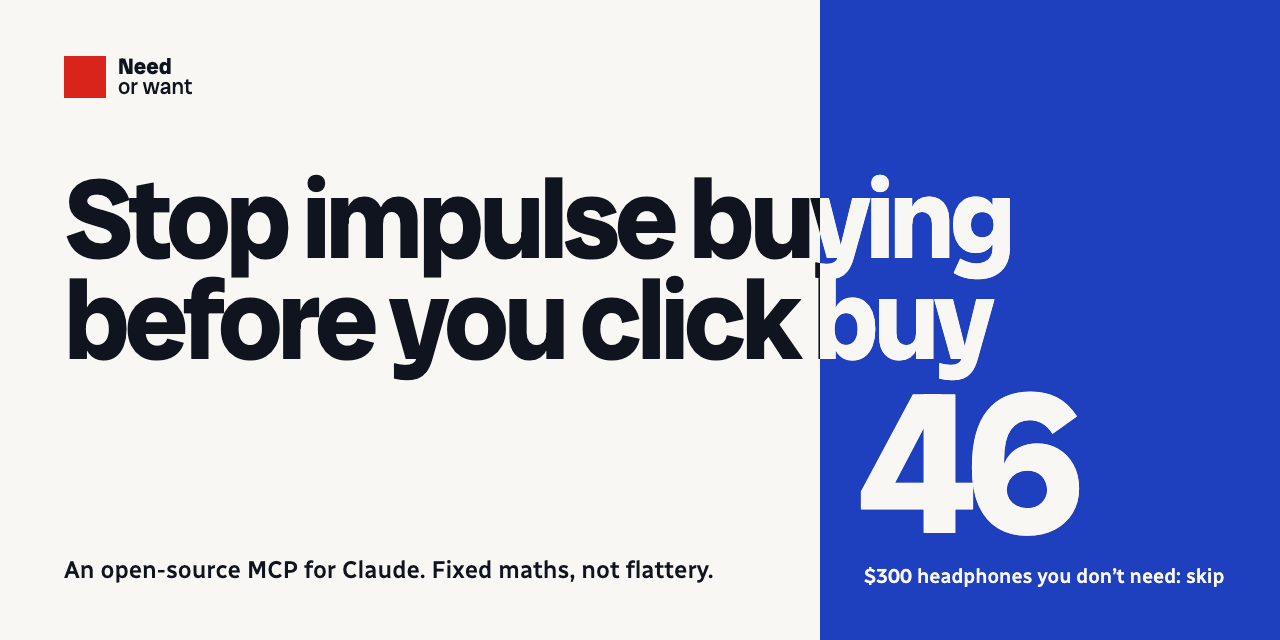 Need
or want
Stop impulse buying
before you click buy
46
An open-source MCP for Claude. Fixed maths, not flattery.
$300 headphones you don’t need: skip